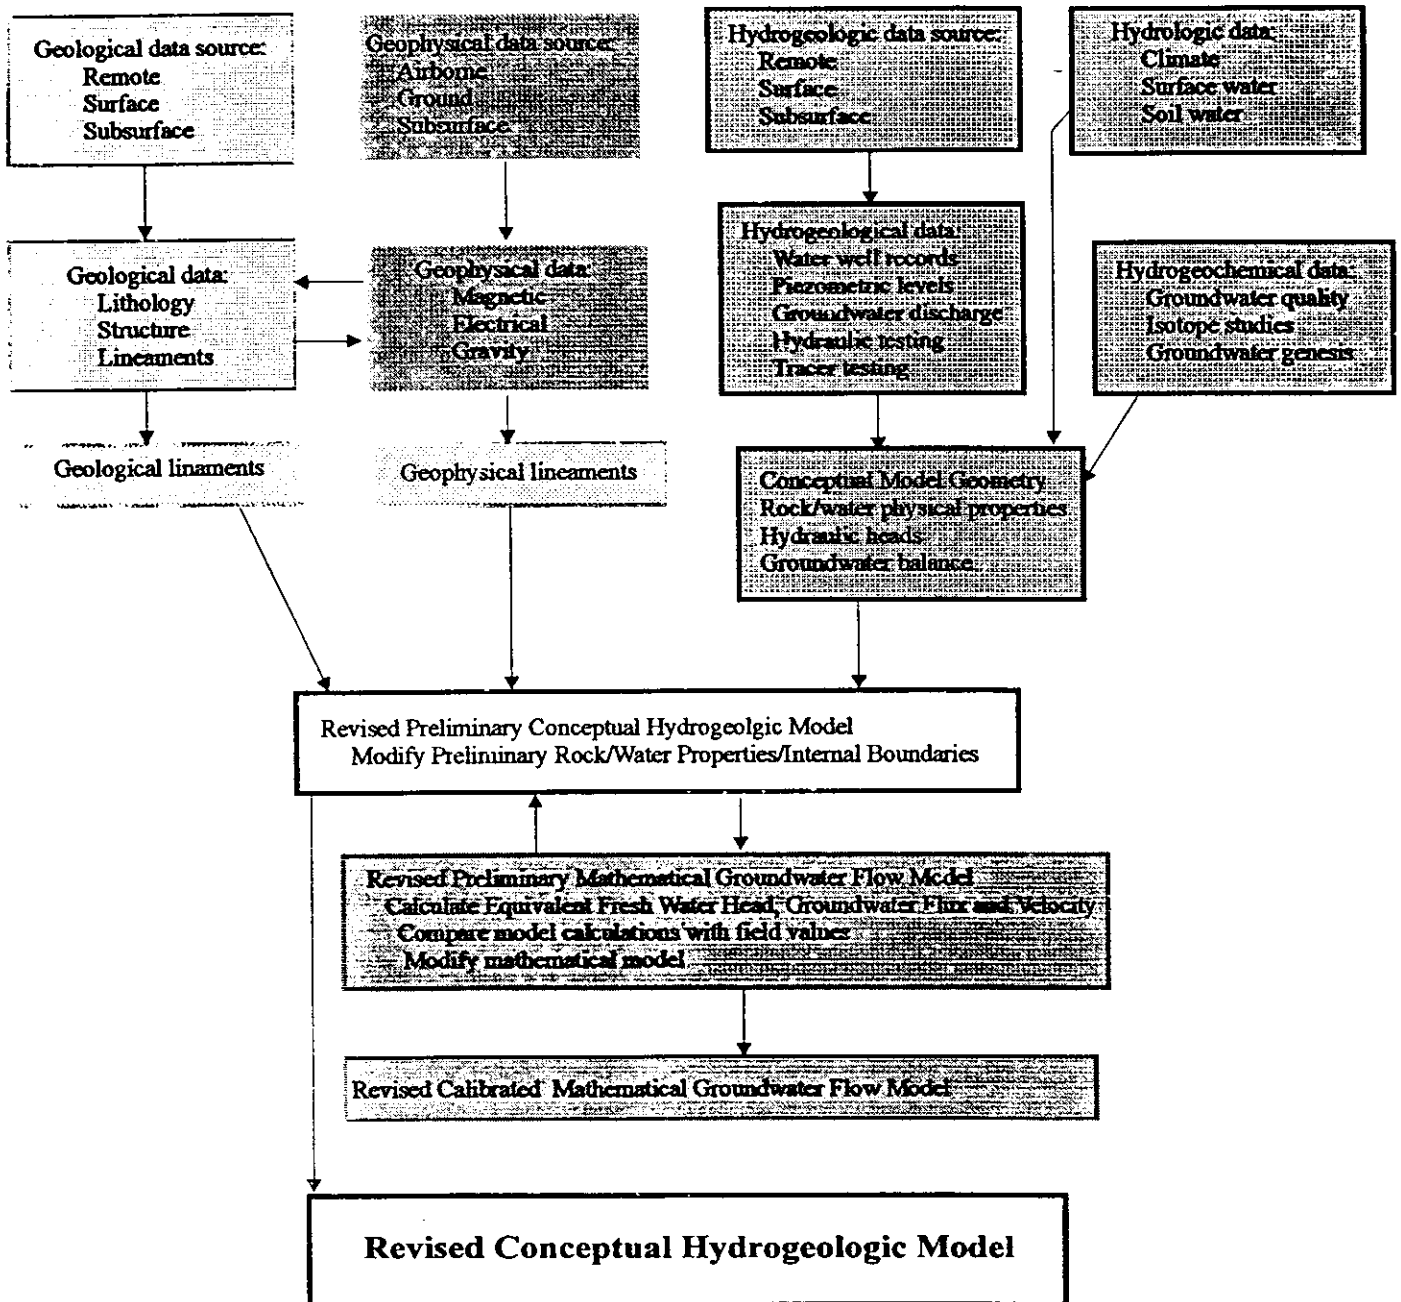 Geological data source:
Remote
Surface
Subsurface
Geophysical data source:
Airborne
Ground
Subsurface
Hydrogeologic data source:
Remote
Surface
Subsurface
Hydrologic data:
Climate
Surface water
Soil water
Geological data:
Lithology
Structure
Lineaments
Geophysical data:
Magnetic
Electrical
Gravity
Hydrogeological data:
Water well records
Piezometric levels
Groundwater discharge
Hydraulic testing
Tracer testing
Hydrogeochemical data:
Groundwater quality
Isotope studies
Groundwater genesis
Geological linaments
Geophysical lineaments
Conceptual Model Geometry
Rock/water physical properties
Hydraulic heads
Groundwater balance
Revised Preliminary Conceptual Hydrogeolgic Model
Modify Preliminary Rock/Water Properties/Internal Boundaries
Revised Preliminary Mathematical Groundwater Flow Model
Calculate Equivalent Fresh Water Head, Groundwater Flux and Velocity
Compare model calculations with field values
Modify mathematical model
Revised Calibrated Mathematical Groundwater Flow Model
Revised Conceptual Hydrogeologic Model